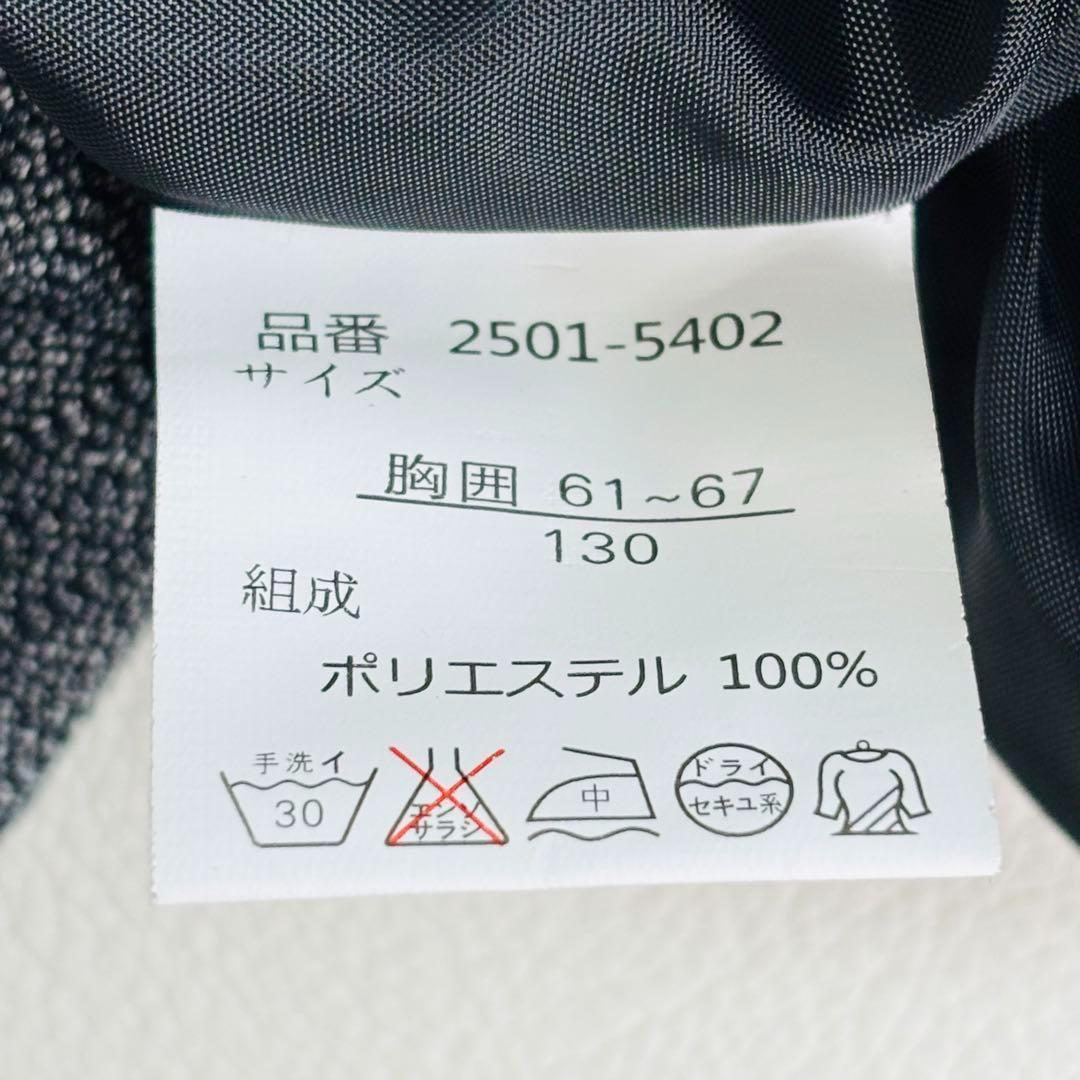 品番 2501-5402
サイズ
胸囲 61~67
130
組成
ポリエステル 100%
手洗イ
30
エンソ
サラシ
中
ドライ
セキユ系